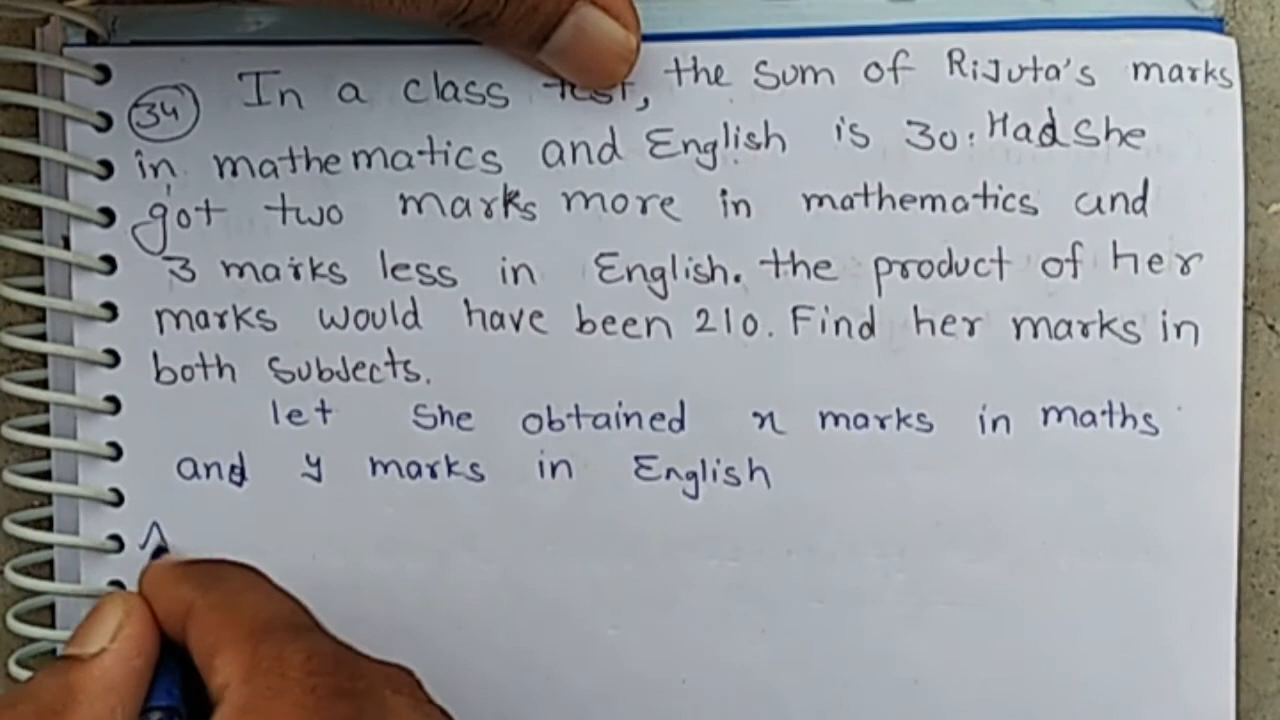 34 In a class test, the sum of RiJuta's marks
in mathematics and English is 30. Had she
got two marks more in mathematics and
3 marks less in English. the product of her
marks would have been 210. Find her marks in
both SubJects.
let She obtained x marks in maths
and y marks in English